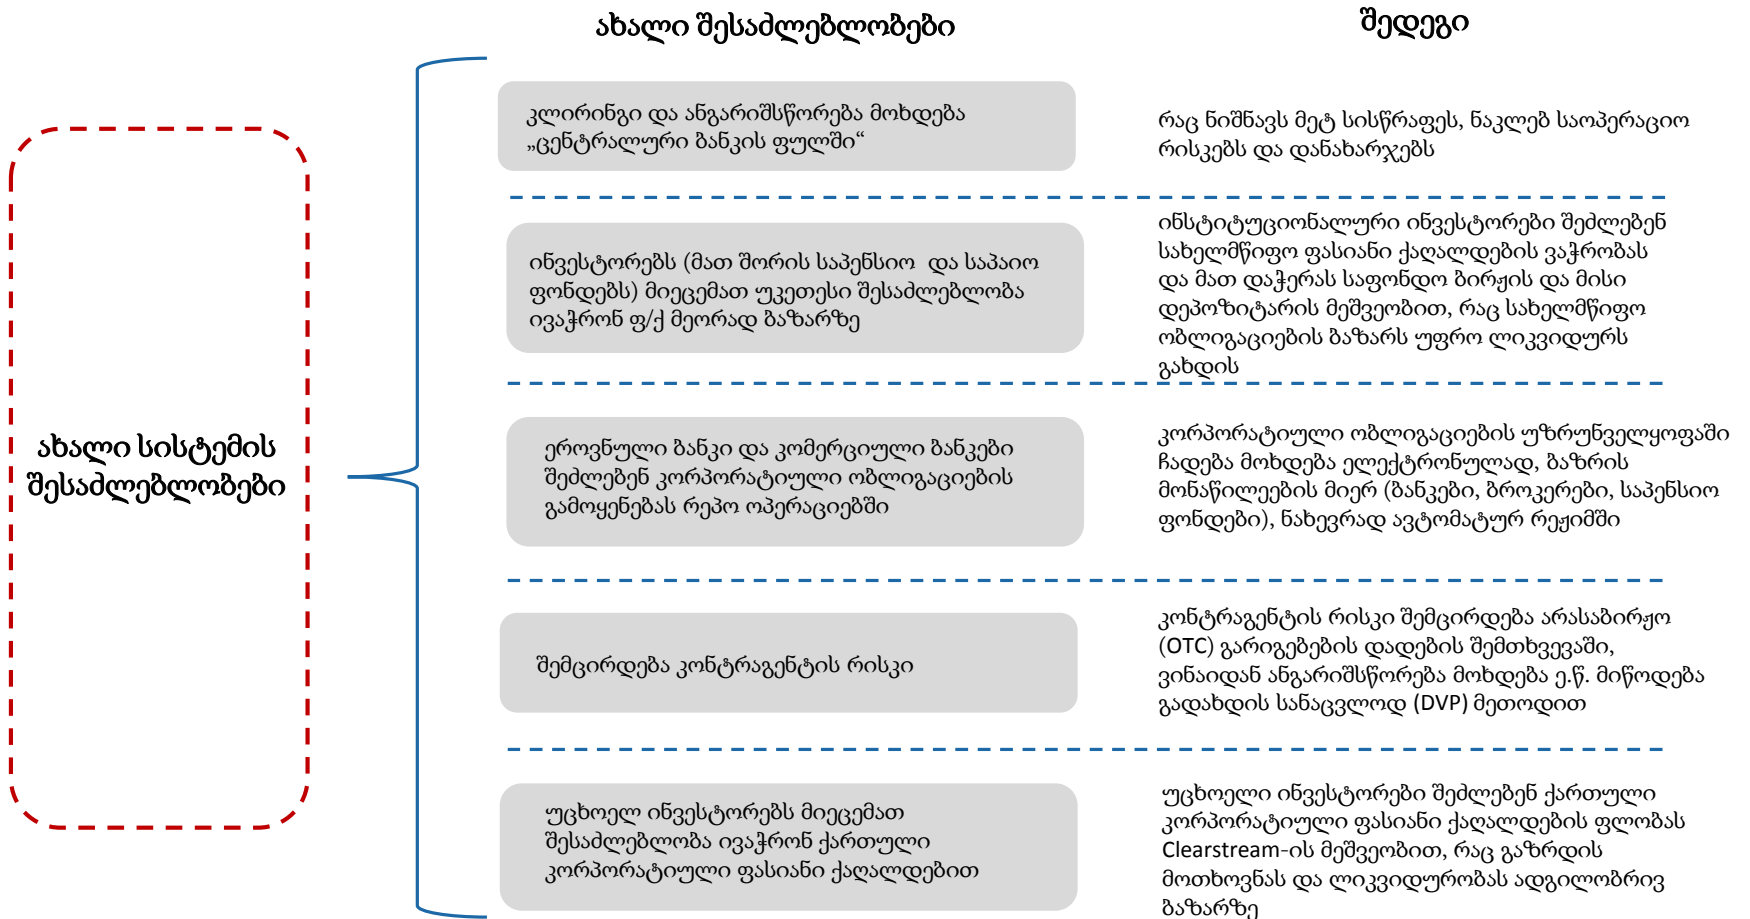 ახალი შესაძლებლობები
შედეგი
ახალი სისტემის
შესაძლებლობები
კლირინგი და ანგარიშსწორება მოხდება
„ცენტრალური ბანკის ფულში“
რაც ნიშნავს მეტ სისწრაფეს, ნაკლებ საოპერაციო
რისკებს და დანახარჯებს
ინვესტორებს (მათ შორის საპენსიო და საპაიო
ფონდებს) მიეცემათ უკეთესი შესაძლებლობა
ივაჭრონ ფ/ქ მეორად ბაზარზე
ინსტიტუციონალური ინვესტორები შეძლებენ
სახელმწიფო ფასიანი ქაღალდების ვაჭრობას
და მათ დაჭერას საფონდო ბირჟის და მისი
დეპოზიტარის მეშვეობით, რაც სახელმწიფო
ობლიგაციების ბაზარს უფრო ლიკვიდურს
გახდის
ეროვნული ბანკი და კომერციული ბანკები
შეძლებენ კორპორატიული ობლიგაციების
გამოყენებას რეპო ოპერაციებში
კორპორატიული ობლიგაციების უზრუნველყოფაში
ჩადება მოხდება ელექტრონულად, ბაზრის
მონაწილეების მიერ (ბანკები, ბროკერები, საპენსიო
ფონდები), ნახევრად ავტომატურ რეჟიმში
შემცირდება კონტრაგენტის რისკი
კონტრაგენტის რისკი შემცირდება არასაბირჟო
(OTC) გარიგებების დადების შემთხვევაში,
ვინაიდან ანგარიშსწორება მოხდება ე.წ. მიწოდება
გადახდის სანაცვლოდ (DVP) მეთოდით
უცხოელ ინვესტორებს მიეცემათ
შესაძლებლობა ივაჭრონ ქართული
კორპორატიული ფასიანი ქაღალდებით
უცხოელი ინვესტორები შეძლებენ ქართული
კორპორატიული ფასიანი ქაღალდების ფლობას
Clearstream-ის მეშვეობით, რაც გაზრდის
მოთხოვნას და ლიკვიდურობას ადგილობრივ
ბაზარზე